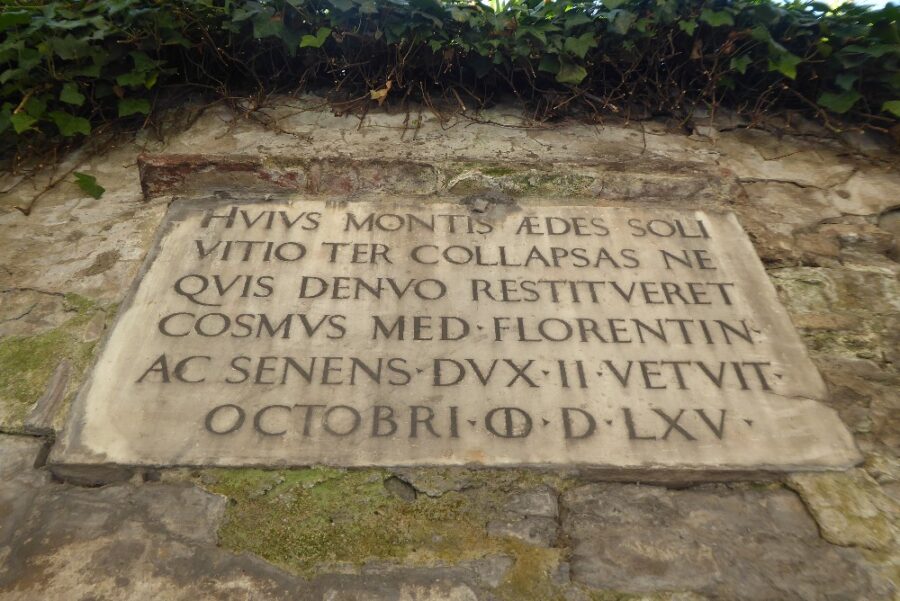 HVIVS MONTIS ÆDES SOLI
VITIO TER COLLAPSAS NE
QVIS DENVO RESTITVERET
COSMVS MED·FLORENTIN·
AC SENENS·DVX·II·VETVIT·
OCTOBRI·ↀ·D·LXV·